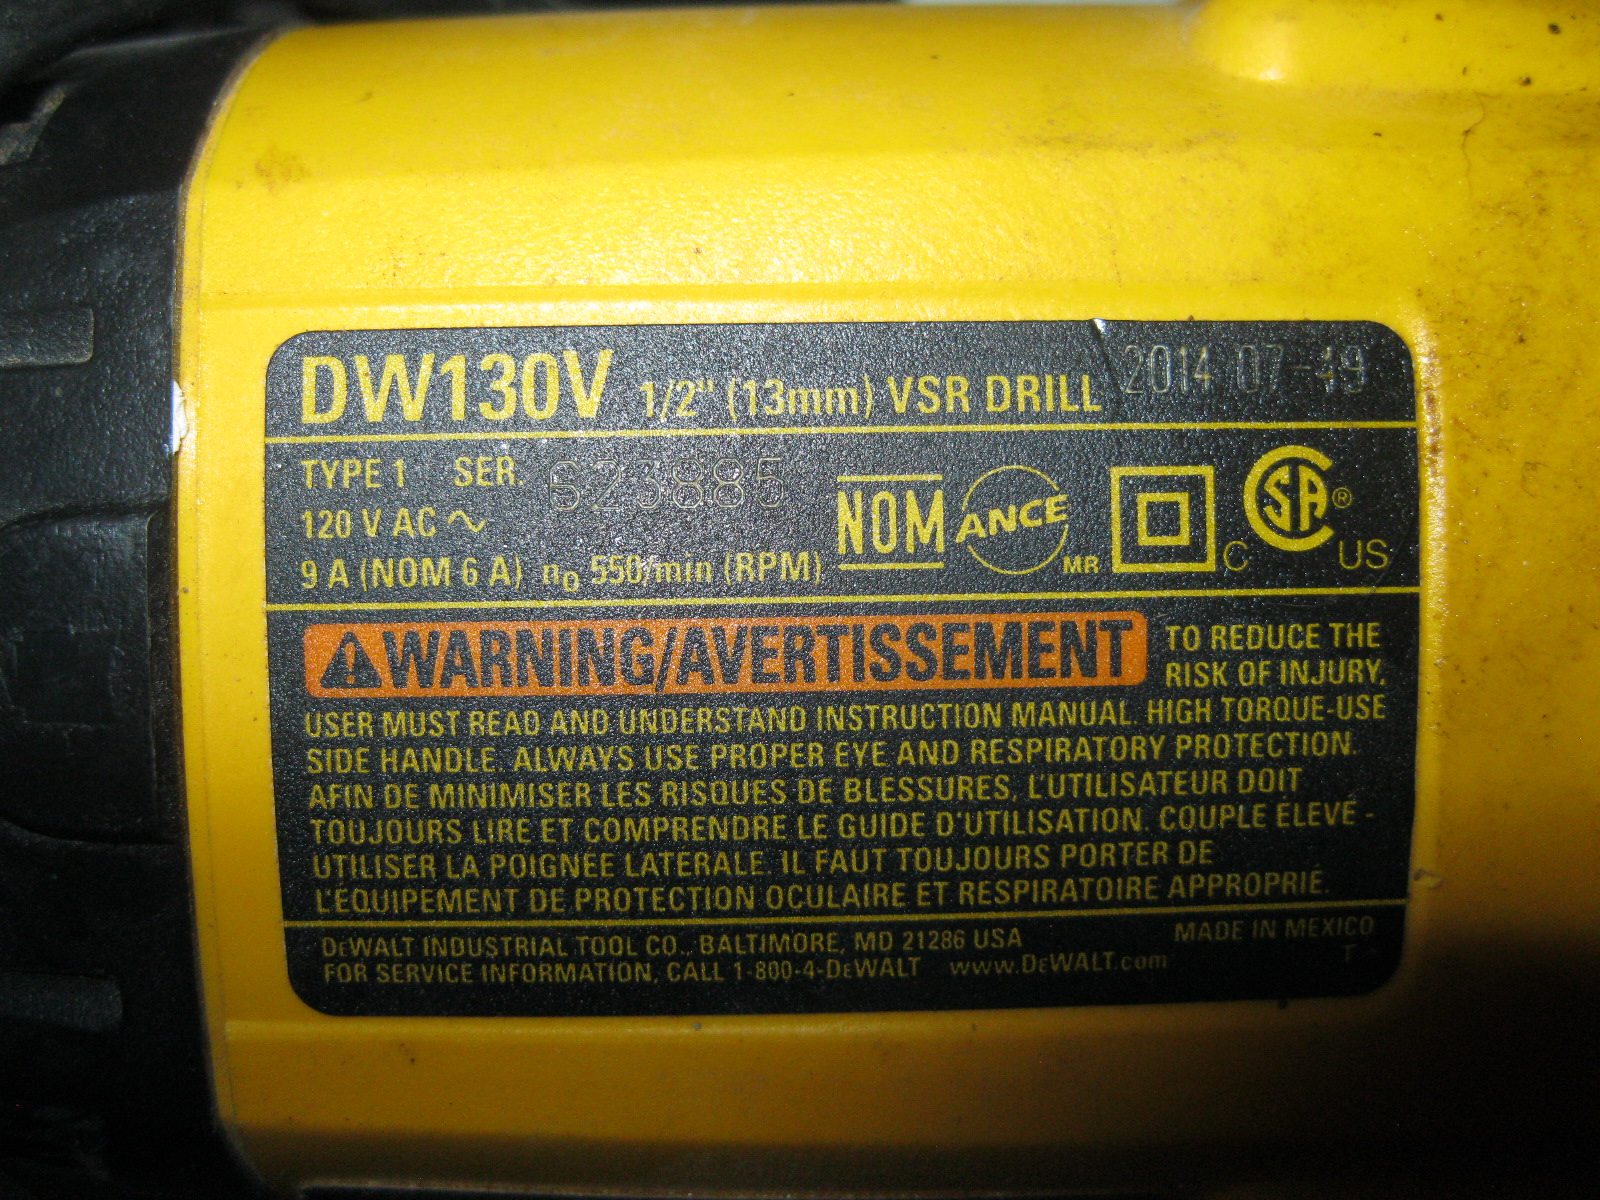 DW130V 1/2" (13mm) VSR DRILL 2014 07-49
TYPE 1 SER. 623885
120 V AC ~
9 A (NOM 6 A) n0 550/min (RPM)
NOM ANCE MR C SA ® US
WARNING/AVERTISSEMENT TO REDUCE THE
RISK OF INJURY,
USER MUST READ AND UNDERSTAND INSTRUCTION MANUAL. HIGH TORQUE-USE
SIDE HANDLE. ALWAYS USE PROPER EYE AND RESPIRATORY PROTECTION.
AFIN DE MINIMISER LES RISQUES DE BLESSURES, L'UTILISATEUR DOIT
TOUJOURS LIRE ET COMPRENDRE LE GUIDE D'UTILISATION. COUPLE ÉLEVÉ -
UTILISER LA POIGNEE LATERALE. IL FAUT TOUJOURS PORTER DE
L'ÉQUIPEMENT DE PROTECTION OCULAIRE ET RESPIRATOIRE APPROPRIÉ.
DEWALT INDUSTRIAL TOOL CO., BALTIMORE, MD 21286 USA MADE IN MEXICO
FOR SERVICE INFORMATION, CALL 1-800-4-DEWALT www.DEWALT.com